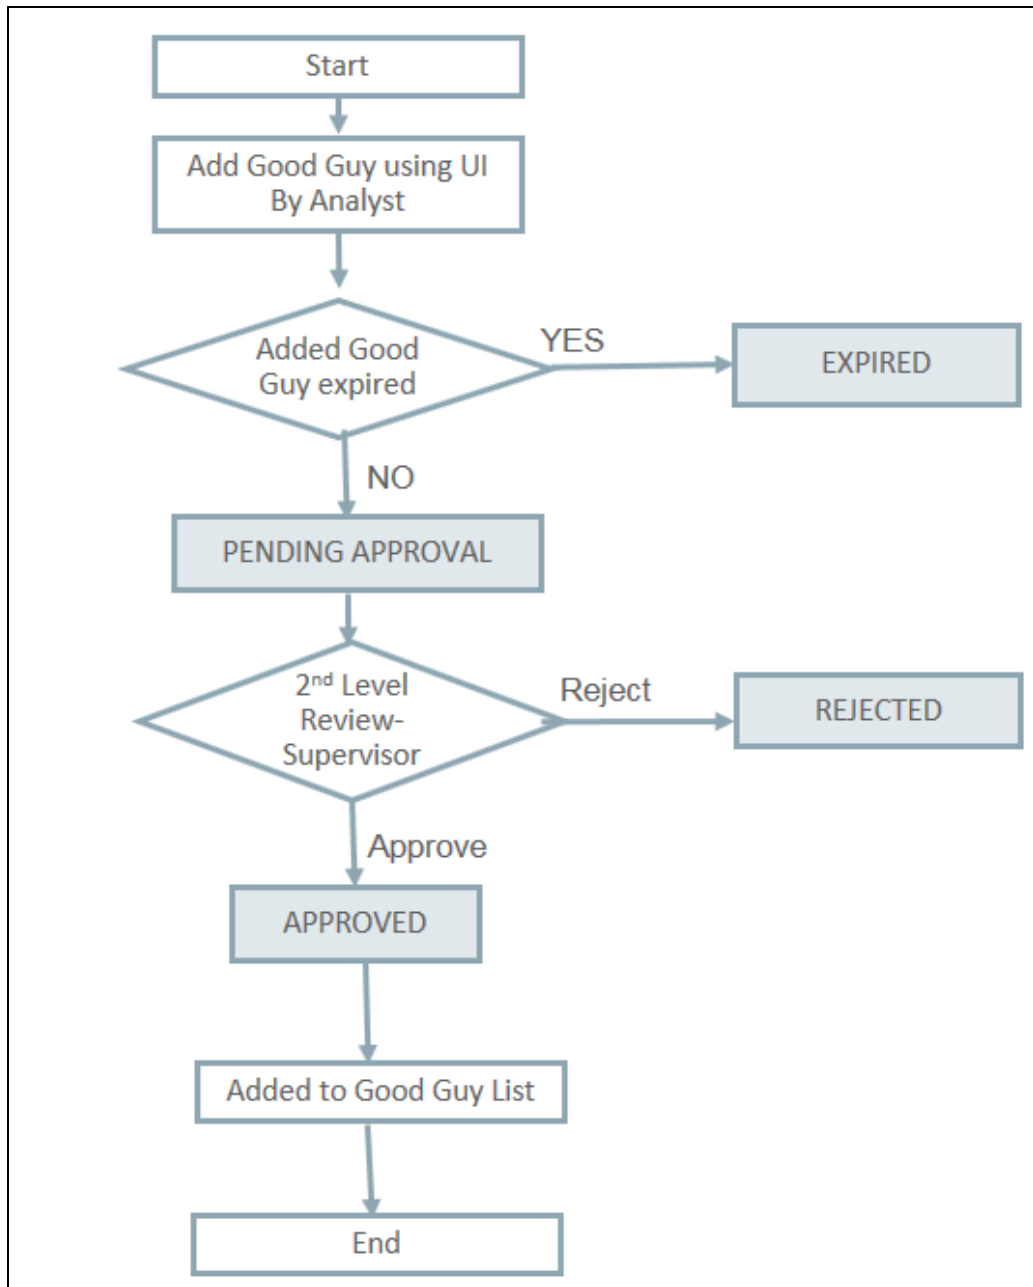 Start
Add Good Guy using UI
By Analyst
Added Good
Guy expired
YES
EXPIRED
NO
PENDING APPROVAL
2nd Level
Review-
Supervisor
Reject
REJECTED
Approve
APPROVED
Added to Good Guy List
End